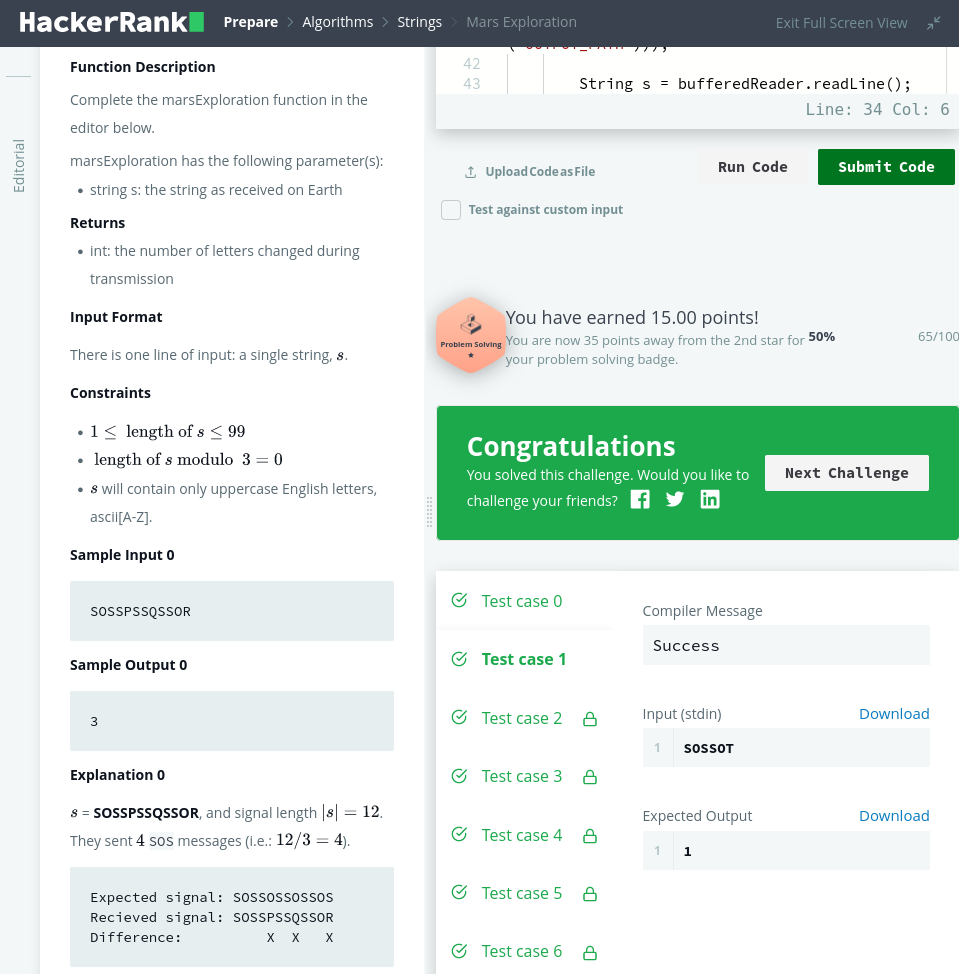 HackerRank Prepare > Algorithms > Strings > Mars Exploration Exit Full Screen View
Editorial
Function Description
Complete the marsExploration function in the
editor below.
marsExploration has the following parameter(s):
• string s: the string as received on Earth
Returns
• int: the number of letters changed during
transmission
Input Format
There is one line of input: a single string, s.
Constraints
• 1 ≤ length of s ≤ 99
• length of s modulo 3 = 0
• s will contain only uppercase English letters,
ascii[A-Z].
Sample Input 0
SOSSPSSQSSOR
Sample Output 0
3
Explanation 0
s = SOSSPSSQSSOR, and signal length |s| = 12.
They sent 4 SOS messages (i.e.: 12/3 = 4).
Expected signal: SOSSOSSOSSOS
Recieved signal: SOSSPSSQSSOR
Difference: X X X
("OUTPUT_PATH")));
42
43 String s = bufferedReader.readLine();
Line: 34 Col: 6
Upload Code as File Run Code Submit Code
Test against custom input
Problem Solving
You have earned 15.00 points!
You are now 35 points away from the 2nd star for
your problem solving badge.
50% 65/100
Congratulations
You solved this challenge. Would you like to
challenge your friends?
Next Challenge
Test case 0
Test case 1
Test case 2
Test case 3
Test case 4
Test case 5
Test case 6
Compiler Message
Success
Input (stdin) Download
1 SOSSOT
Expected Output Download
1 1